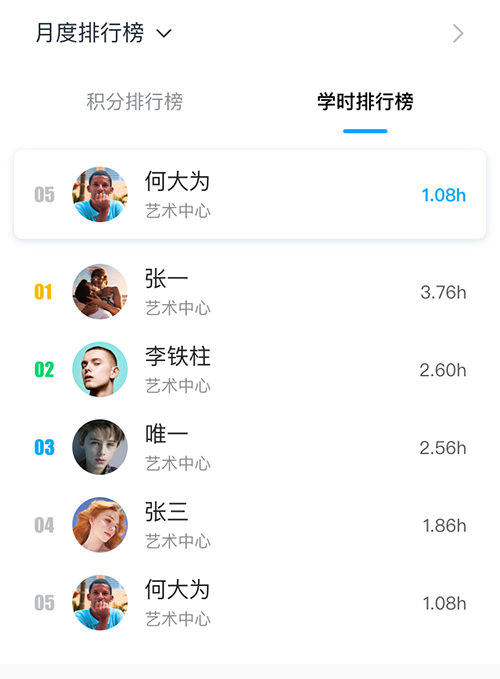 月度排行榜
积分排行榜 学时排行榜
05 何大为 1.08h
艺术中心
01 张一 3.76h
艺术中心
02 李铁柱 2.60h
艺术中心
03 唯一 2.56h
艺术中心
04 张三 1.86h
艺术中心
05 何大为 1.08h
艺术中心